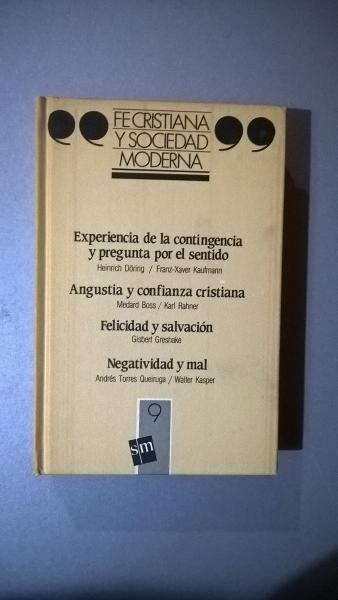 FE CRISTIANA
Y SOCIEDAD
MODERNA
Experiencia de la contingencia
y pregunta por el sentido
Heinrich Döring / Franz-Xaver Kaufmann
Angustia y confianza cristiana
Medard Boss / Karl Rahner
Felicidad y salvación
Gisbert Greshake
Negatividad y mal
Andrés Torres Queiruga / Walter Kasper
9
s/m